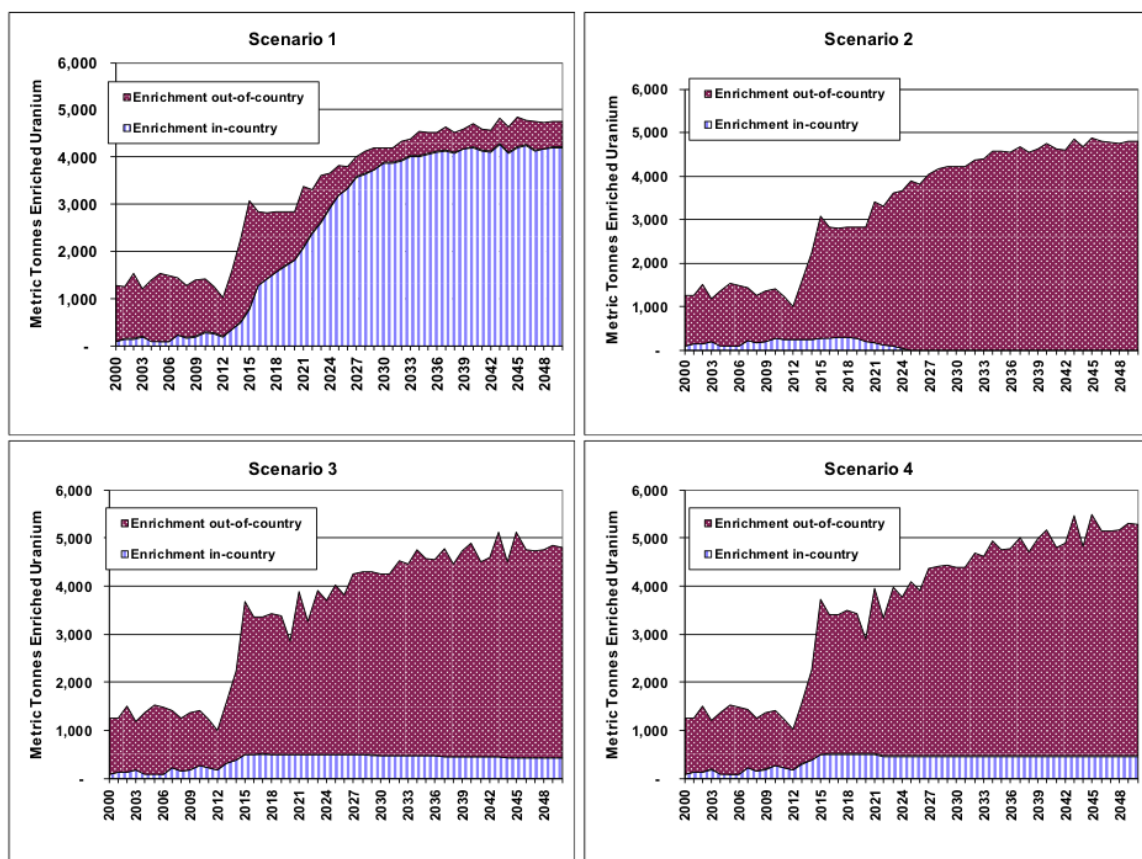 Scenario 1
Metric Tonnes Enriched Uranium
6,000
5,000
4,000
3,000
2,000
1,000
-
Enrichment out-of-country
Enrichment in-country
2000 2003 2006 2009 2012 2015 2018 2021 2024 2027 2030 2033 2036 2039 2042 2045 2048
Scenario 2
Metric Tonnes Enriched Uranium
6,000
5,000
4,000
3,000
2,000
1,000
-
Enrichment out-of-country
Enrichment in-country
2000 2003 2006 2009 2012 2015 2018 2021 2024 2027 2030 2033 2036 2039 2042 2045 2048
Scenario 3
Metric Tonnes Enriched Uranium
6,000
5,000
4,000
3,000
2,000
1,000
-
Enrichment out-of-country
Enrichment in-country
2000 2003 2006 2009 2012 2015 2018 2021 2024 2027 2030 2033 2036 2039 2042 2045 2048
Scenario 4
Metric Tonnes Enriched Uranium
6,000
5,000
4,000
3,000
2,000
1,000
-
Enrichment out-of-country
Enrichment in-country
2000 2003 2006 2009 2012 2015 2018 2021 2024 2027 2030 2033 2036 2039 2042 2045 2048